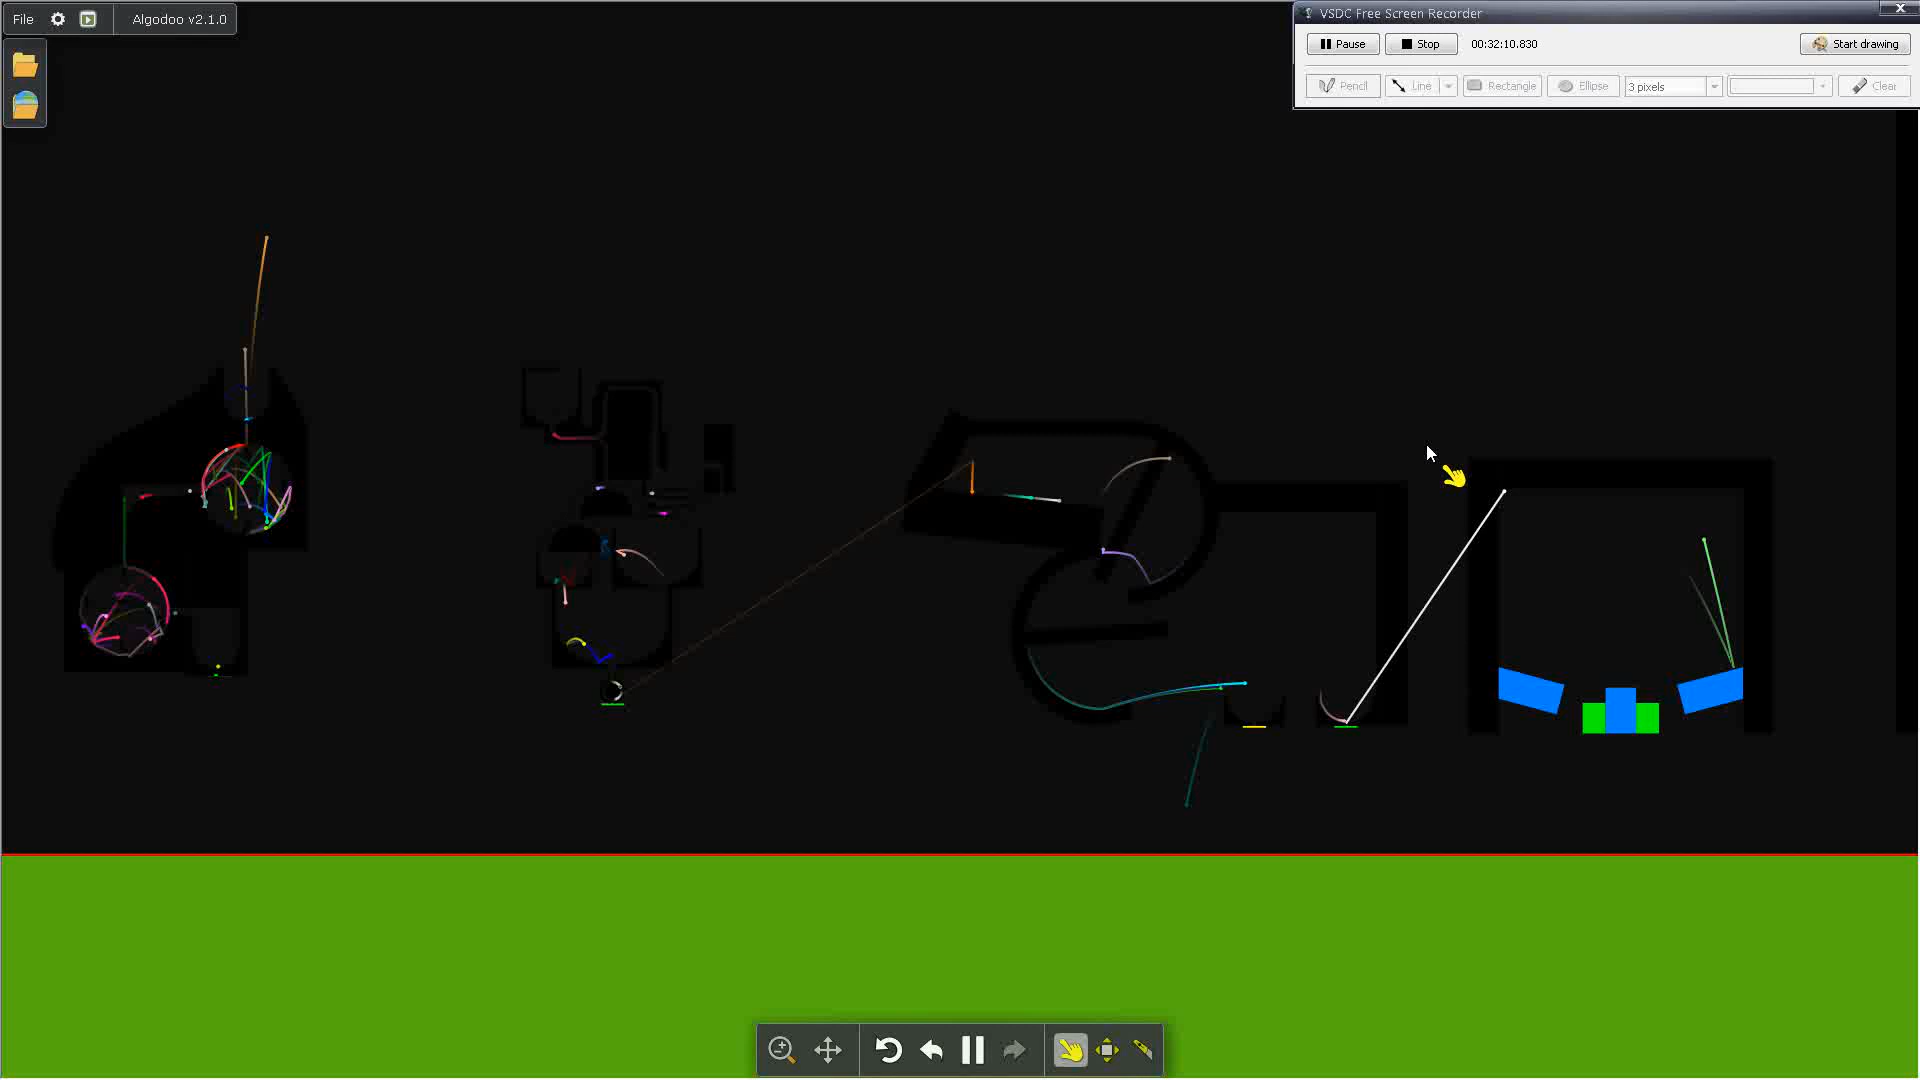 File
Algodoo v2.1.0
VSDC Free Screen Recorder
Pause
Stop
00:32:10.830
Start drawing
Pencil
Line
Rectangle
Ellipse
3 pixels
Clear